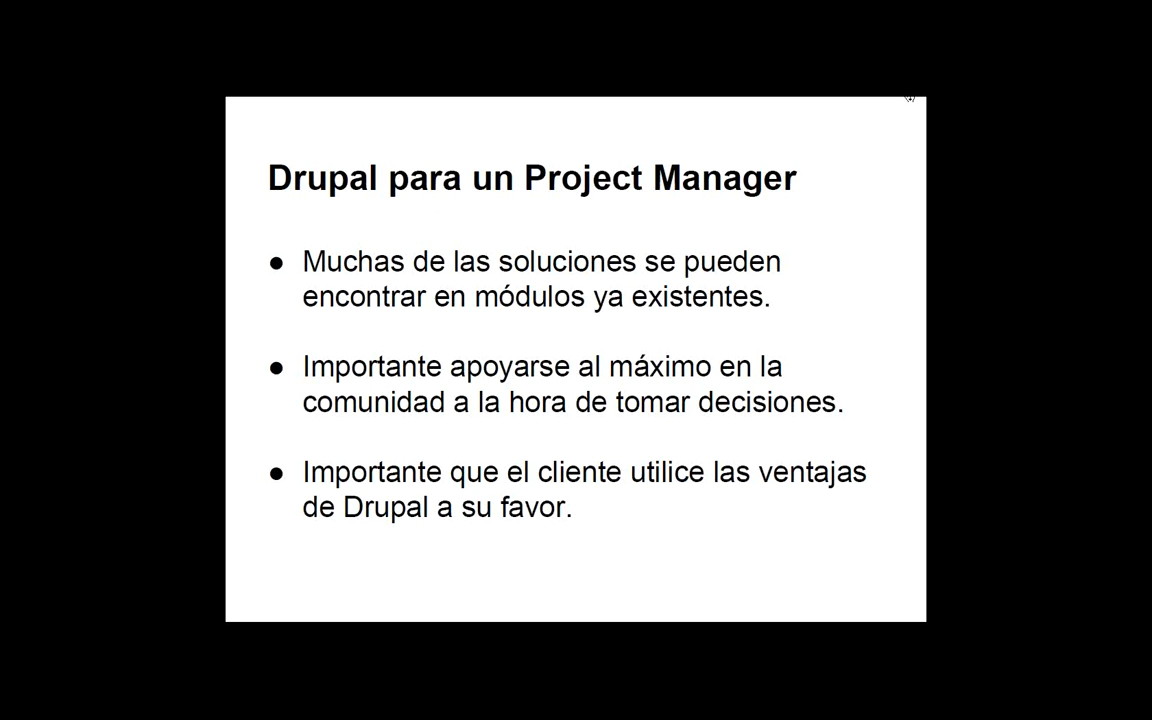 Drupal para un Project Manager
● Muchas de las soluciones se pueden
encontrar en módulos ya existentes.
● Importante apoyarse al máximo en la
comunidad a la hora de tomar decisiones.
● Importante que el cliente utilice las ventajas
de Drupal a su favor.